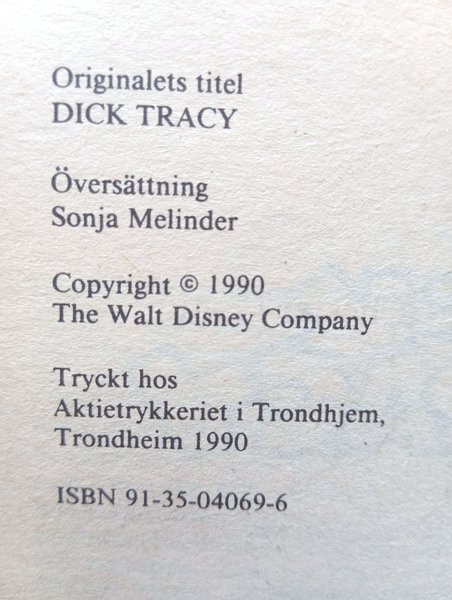 Originalets titel
DICK TRACY
Översättning
Sonja Melinder
Copyright © 1990
The Walt Disney Company
Tryckt hos
Aktietrykkeriet i Trondhjem,
Trondheim 1990
ISBN 91-35-04069-6